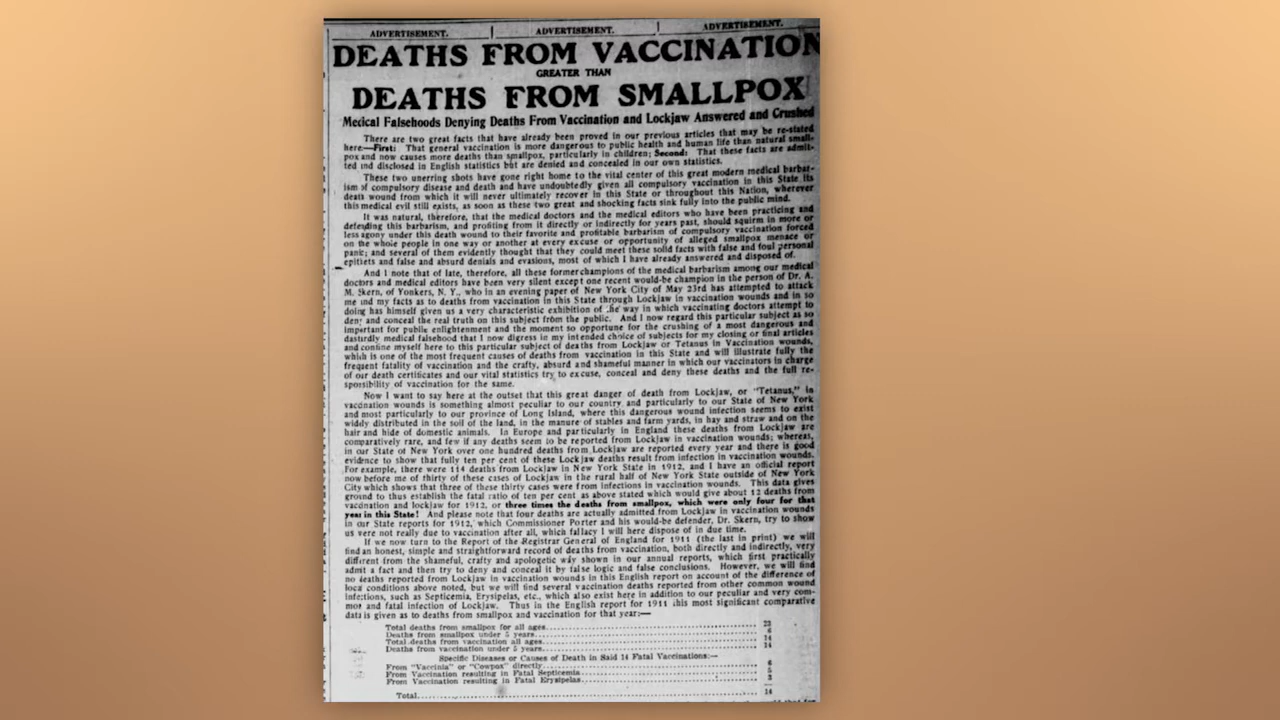 ADVERTISEMENT. ADVERTISEMENT. ADVERTISEMENT.
DEATHS FROM VACCINATION
GREATER THAN
DEATHS FROM SMALLPOX
Medical Falsehoods Denying Deaths From Vaccination and Lockjaw Answered and Crushed
There are two great facts that have already been proved in our previous articles that may be re-stated
here:—First: That general vaccination is more dangerous to public health and human life than natural small-
pox and now causes more deaths than smallpox, particularly in children; Second: That these facts are admit-
ted and disclosed in English statistics but are denied and concealed in our own statistics.
These two unerring shots have gone right home to the vital center of this great modern medical barbar-
ism of compulsory disease and death and have undoubtedly given all compulsory vaccination in this State its
death wound from which it will never ultimately recover in this State or throughout this Nation, wherever
this medical evil still exists, as soon as these two great and shocking facts sink fully into the public mind.
It was natural, therefore, that the medical doctors and the medical editors who have been practicing and
defending this barbarism, and profiting from it directly or indirectly for years past, should squirm in more or
less agony under this death wound to their favorite and profitable barbarism of compulsory vaccination forced
on the whole people in one way or another at every excuse or opportunity of alleged smallpox menace or
panic; and several of them evidently thought that they could meet these solid facts with false and foul personal
epithets and false and absurd denials and evasions, most of which I have already answered and disposed of.
And I note that of late, therefore, all these former champions of the medical barbarism among our medical
doctors and medical editors have been very silent except one recent would-be champion in the person of Dr. A.
M. Skern, of Yonkers, N. Y., who in an evening paper of New York City of May 23rd has attempted to attack
me and my facts as to deaths from vaccination in this State through Lockjaw in vaccination wounds and in so
doing has himself given us a very characteristic exhibition of the way in which vaccinating doctors attempt to
deny and conceal the real truth on this subject from the public. And I now regard this particular subject as so
important for public enlightenment and the moment so opportune for the crushing of a most dangerous and
dastardly medical falsehood that I now digress in my intended choice of subjects for my closing or final articles
and confine myself here to this particular subject of deaths from Lockjaw or Tetanus in Vaccination wounds,
which is one of the most frequent causes of deaths from vaccination in this State and will illustrate fully the
frequent fatality of vaccination and the crafty, absurd and shameful manner in which our vaccinators in charge
of our death certificates and our vital statistics try to excuse, conceal and deny these deaths and the full re-
sponsibility of vaccination for the same.
Now I want to say here at the outset that this great danger of death from Lockjaw, or "Tetanus," in
vaccination wounds is something almost peculiar to our country and particularly to our State of New York
and most particularly to our province of Long Island, where this dangerous wound infection seems to exist
widely distributed in the soil of the land, in the manure of stables and farm yards, in hay and straw and on the
hair and hide of domestic animals. In Europe and particularly in England these deaths from Lockjaw are
comparatively rare, and few if any deaths seem to be reported from Lockjaw in vaccination wounds; whereas,
in our State of New York over one hundred deaths from Lockjaw are reported every year and there is good
evidence to show that fully ten per cent of these Lockjaw deaths result from infection in vaccination wounds.
For example, there were 114 deaths from Lockjaw in New York State in 1912, and I have an official report
now before me of thirty of these cases of Lockjaw in the rural half of New York State outside of New York
City which shows that three of these thirty cases were from infections in vaccination wounds. This data gives
ground to thus establish the fatal ratio of ten per cent as above stated which would give about 12 deaths from
vaccination and lockjaw for 1912, or three times the deaths from smallpox, which were only four for that
year in this State! And please note that four deaths are actually admitted from Lockjaw in vaccination wounds
in our State reports for 1912, which Commissioner Porter and his would-be defender, Dr. Skern, try to show
us were not really due to vaccination after all, which fallacy I will here dispose of in due time.
If we now turn to the Report of the Registrar General of England for 1911 (the last in print) we will
find an honest, simple and straightforward record of deaths from vaccination, both directly and indirectly, very
different from the shameful, crafty and apologetic way shown in our annual reports, which first practically
admit a fact and then try to deny and conceal it by false logic and false conclusions. However, we will find
no deaths reported from Lockjaw in vaccination wounds in this English report on account of the difference of
local conditions above noted, but we will find several vaccination deaths reported from other common wound
infections, such as Septicemia, Erysipelas, etc., which also exist here in addition to our peculiar and very com-
mon and fatal infection of Lockjaw. Thus in the English report for 1911 this most significant comparative
data is given as to deaths from smallpox and vaccination for that year:—
Total deaths from smallpox for all ages 23
Deaths from smallpox under 5 years 6
Total deaths from vaccination all ages 14
Deaths from vaccination under 5 years 14
Specific Diseases or Causes of Death in Said 14 Fatal Vaccinations:—
From "Vaccinia" or "Cowpox" directly 6
From Vaccination resulting in Fatal Septicemia 5
From Vaccination resulting in Fatal Erysipelas 3
Total 14